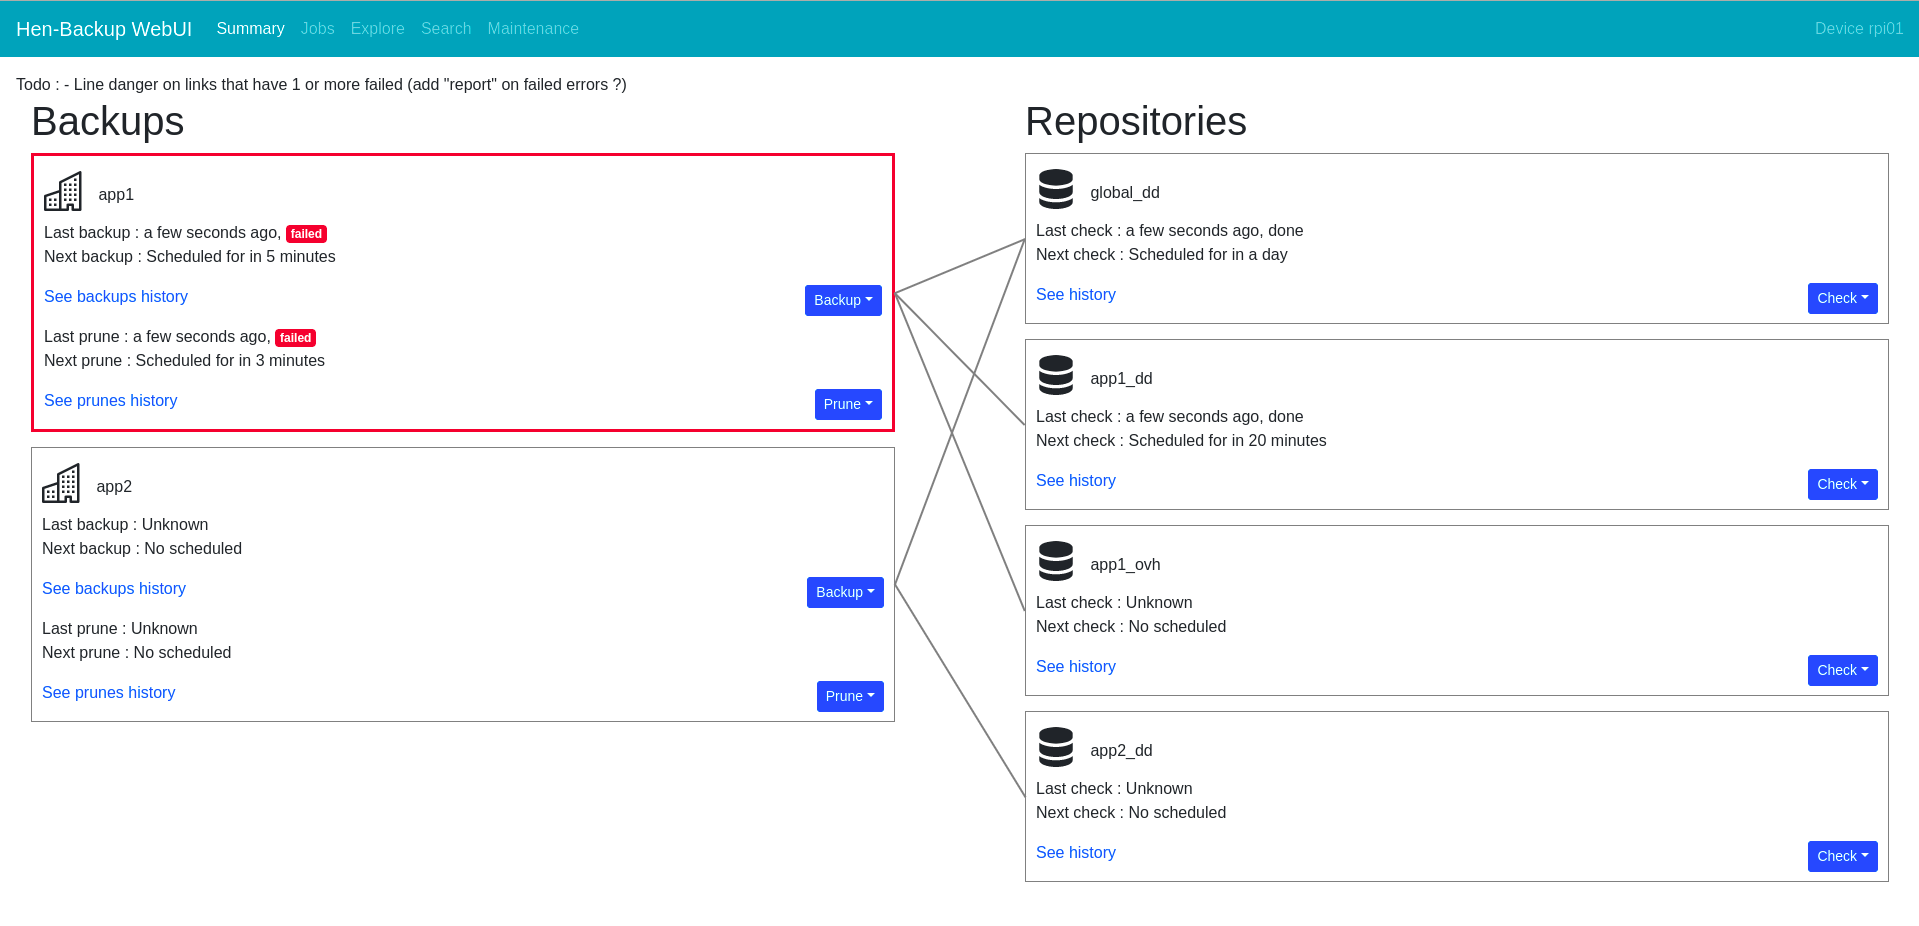 Hen-Backup WebUI Summary Jobs Explore Search Maintenance Device rpi01
Todo : - Line danger on links that have 1 or more failed (add "report" on failed errors ?)
Backups
app1
Last backup : a few seconds ago, failed
Next backup : Scheduled for in 5 minutes
See backups history Backup
Last prune : a few seconds ago, failed
Next prune : Scheduled for in 3 minutes
See prunes history Prune
app2
Last backup : Unknown
Next backup : No scheduled
See backups history Backup
Last prune : Unknown
Next prune : No scheduled
See prunes history Prune
Repositories
global_dd
Last check : a few seconds ago, done
Next check : Scheduled for in a day
See history Check
app1_dd
Last check : a few seconds ago, done
Next check : Scheduled for in 20 minutes
See history Check
app1_ovh
Last check : Unknown
Next check : No scheduled
See history Check
app2_dd
Last check : Unknown
Next check : No scheduled
See history Check